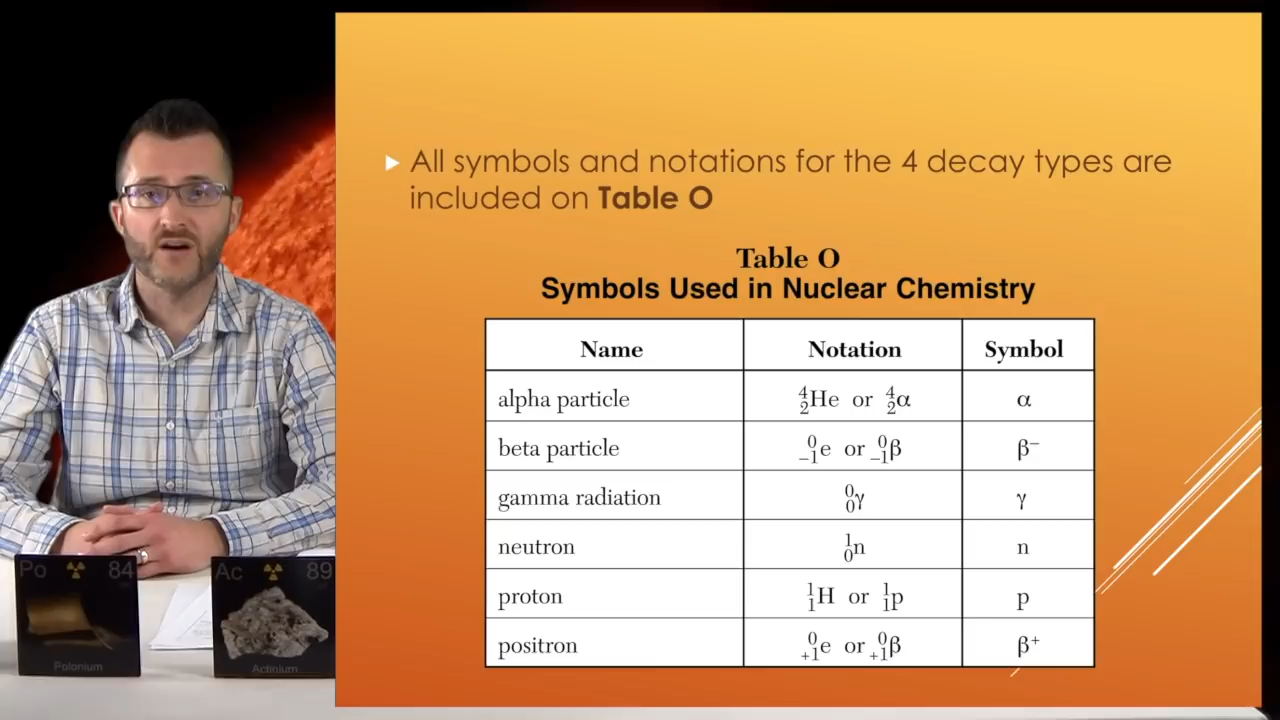 All symbols and notations for the 4 decay types are
included on Table O
Table O
Symbols Used in Nuclear Chemistry
Name Notation Symbol
alpha particle ⁴₂He or ⁴₂α α
beta particle ⁰₋₁e or ⁰₋₁β β⁻
gamma radiation ⁰₀γ γ
neutron ¹₀n n
proton ¹₁H or ¹₁p p
positron ⁰₊₁e or ⁰₊₁β β⁺
Po 84
Polonium
Ac 89
Actinium